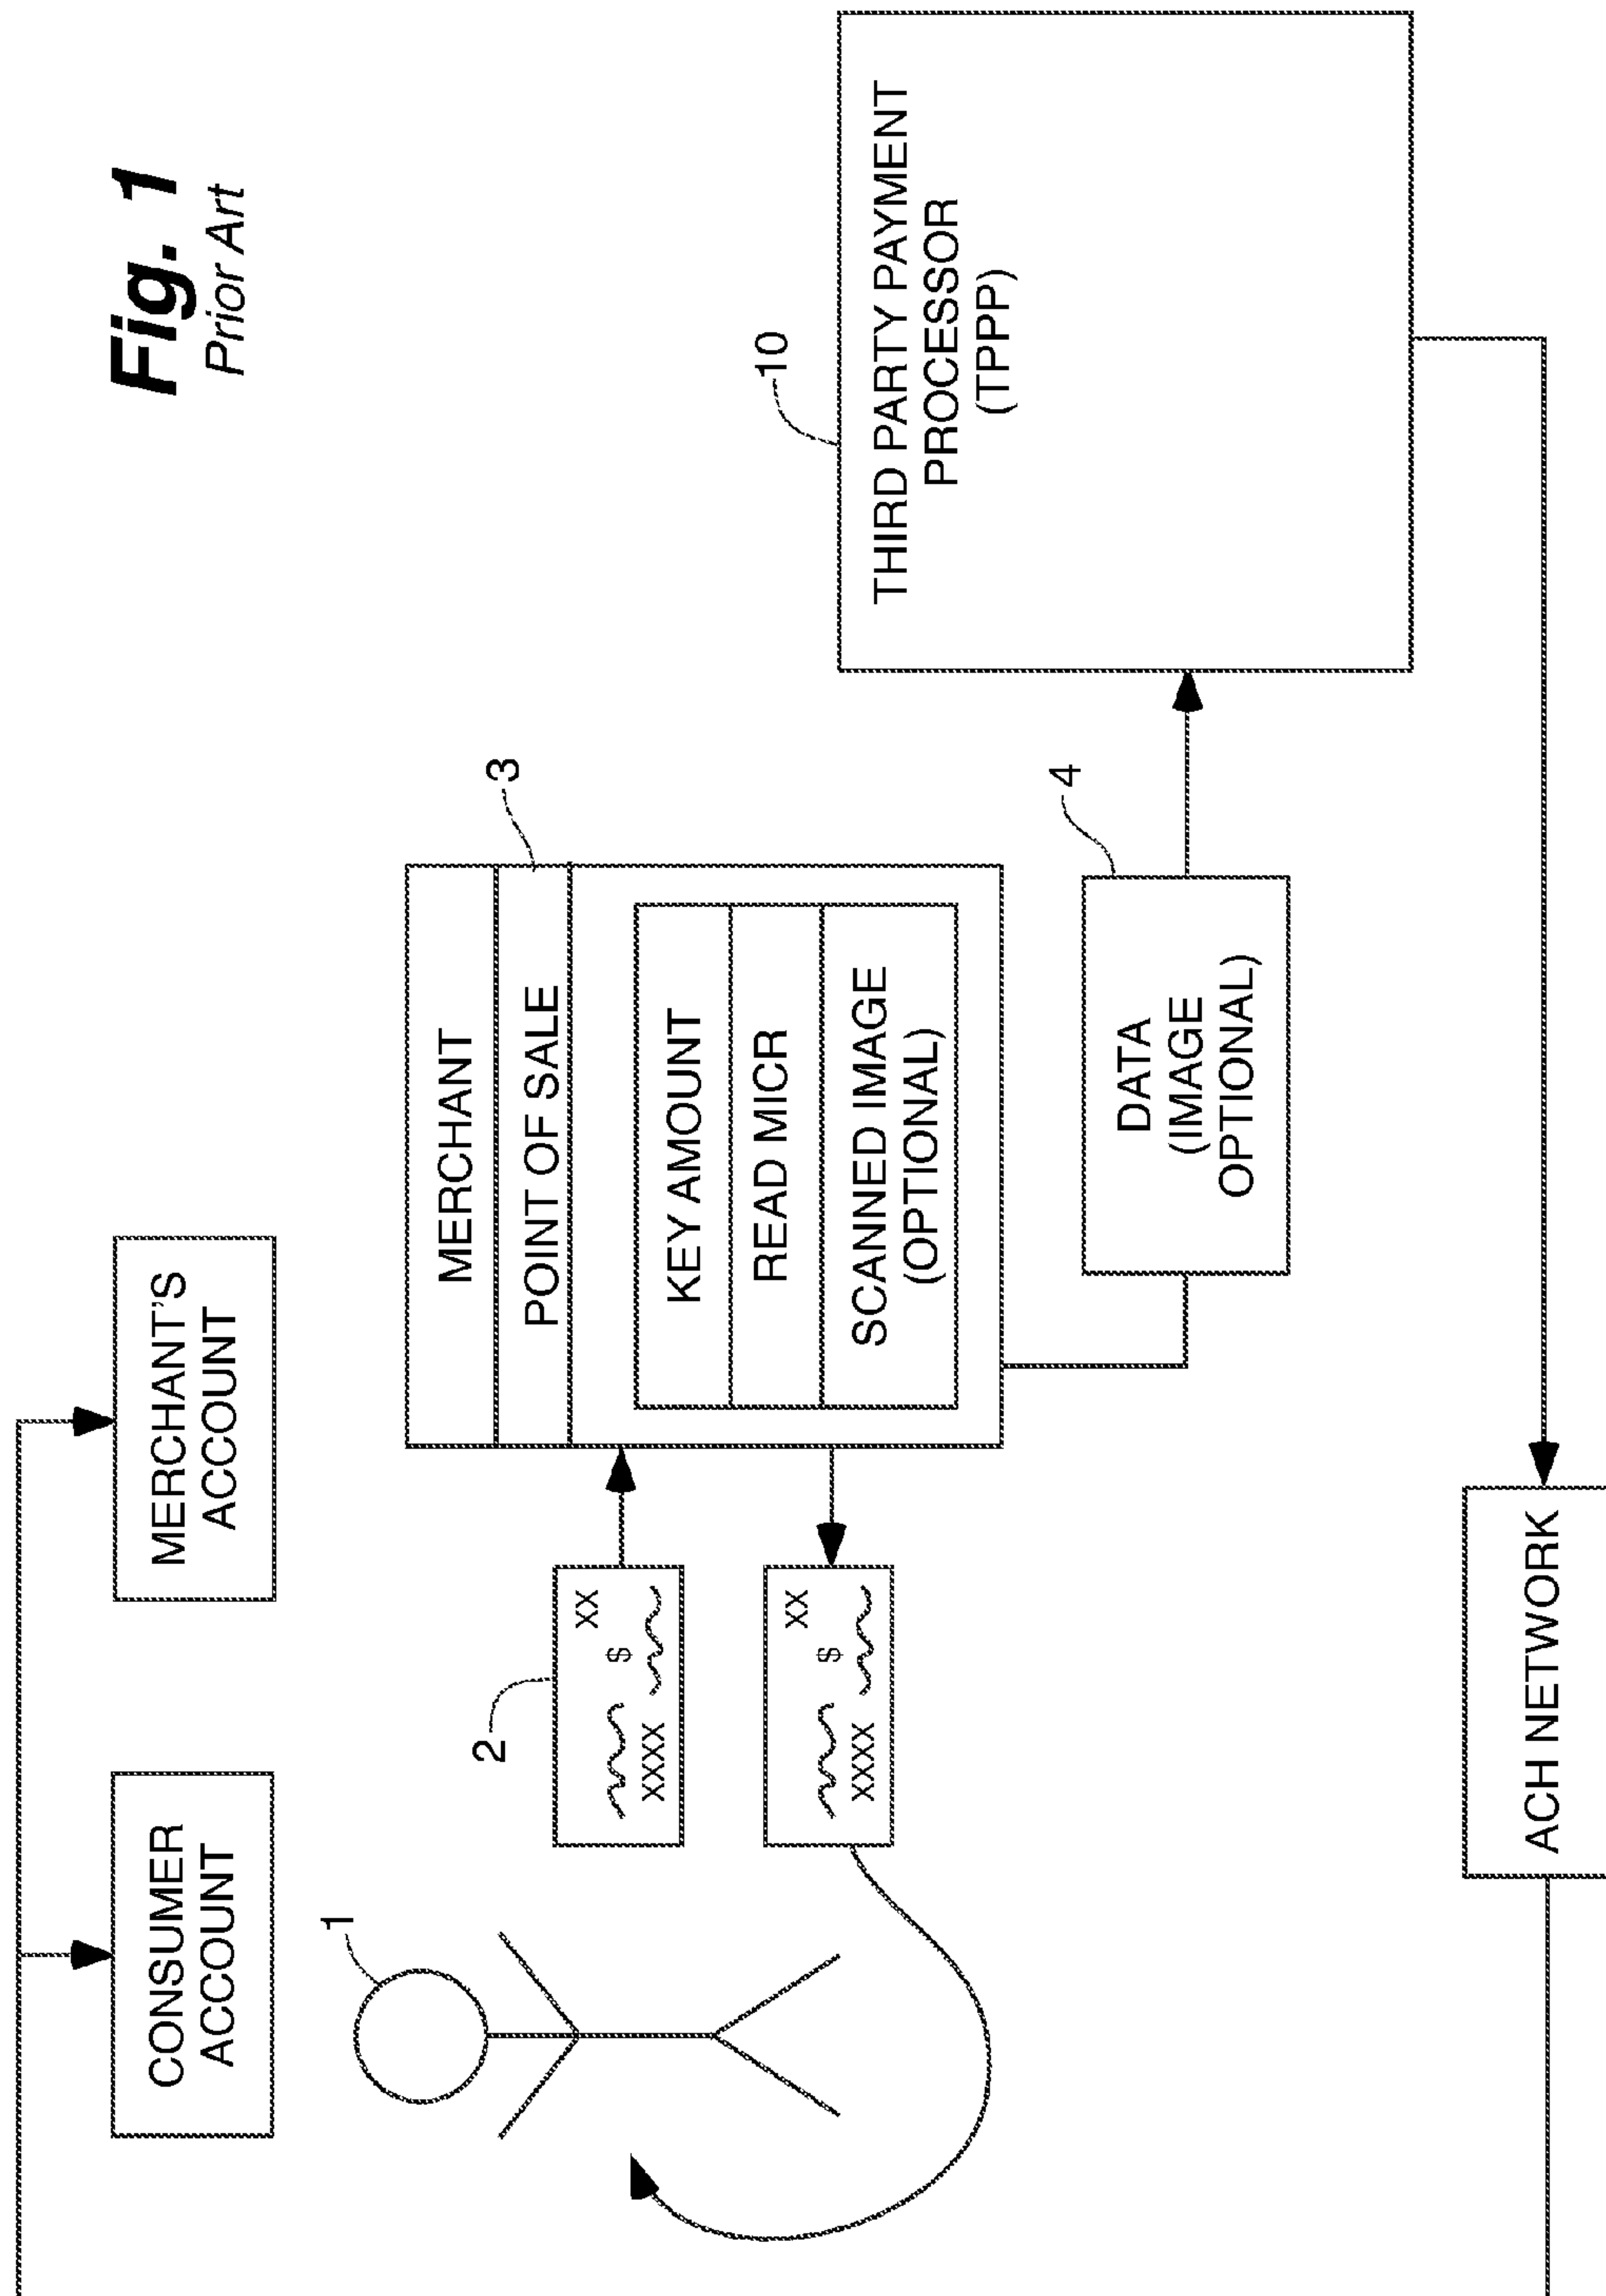 Fig. 1
Prior Art
CONSUMER
ACCOUNT
MERCHANT'S
ACCOUNT
1
2
XX
$
XXXX
XX
$
XXXX
3
MERCHANT
POINT OF SALE
KEY AMOUNT
READ MICR
SCANNED IMAGE
(OPTIONAL)
4
DATA
(IMAGE
OPTIONAL)
10
THIRD PARTY PAYMENT
PROCESSOR
(TPPP)
ACH NETWORK